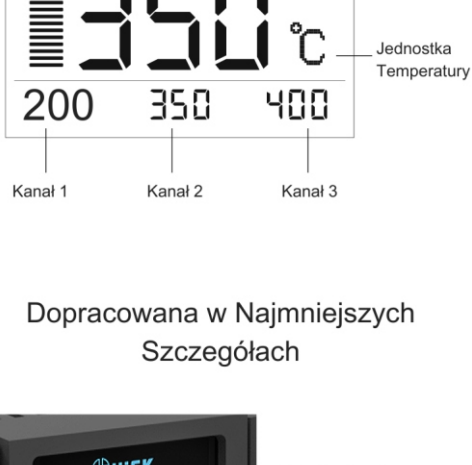 350 °C
Jednostka
Temperatury
200 350 400
Kanał 1 Kanał 2 Kanał 3
Dopracowana w Najmniejszych
Szczegółach